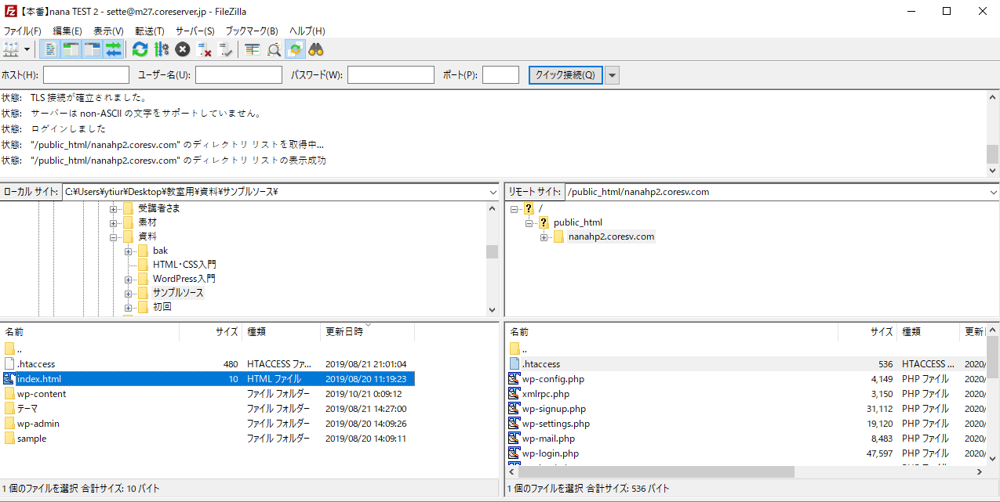 【本番】nana TEST 2 - sette@m27.coreserver.jp - FileZilla
ファイル(F) 編集(E) 表示(V) 転送(T) サーバー(S) ブックマーク(B) ヘルプ(H)
ホスト(H): ユーザー名(U): パスワード(W): ポート(P): クイック接続(Q)
状態: TLS 接続が確立されました。
状態: サーバーは non-ASCII の文字をサポートしていません。
状態: ログインしました
状態: "/public_html/nanahp2.coresv.com" のディレクトリ リストを取得中...
状態: "/public_html/nanahp2.coresv.com" のディレクトリ リストの表示成功
ローカル サイト: C:¥Users¥ytiur¥Desktop¥教室用¥資料¥サンプルソース¥
受講者さま
素材
資料
bak
HTML・CSS入門
WordPress入門
サンプルソース
初回
名前 サイズ 種類 更新日時
..
.htaccess 480 HTACCESS ファ... 2019/08/21 21:01:04
index.html 10 HTML ファイル 2019/08/20 11:19:23
wp-content ファイル フォルダー 2019/10/21 0:09:12
テーマ ファイル フォルダー 2019/08/21 14:27:00
wp-admin ファイル フォルダー 2019/08/20 14:09:26
sample ファイル フォルダー 2019/08/20 14:09:11
1 個のファイルを選択 合計サイズ: 10 バイト
リモート サイト: /public_html/nanahp2.coresv.com
/
public_html
nanahp2.coresv.com
名前 サイズ 種類 更新
..
.htaccess 536 HTACCESS ... 2020/
wp-config.php 4,149 PHP ファイル 2020/
xmlrpc.php 3,150 PHP ファイル 2020/
wp-signup.php 31,112 PHP ファイル 2020/
wp-settings.php 19,120 PHP ファイル 2020/
wp-mail.php 8,483 PHP ファイル 2020/
wp-login.php 47,597 PHP ファイル 2020/
1 個のファイルを選択 合計サイズ: 536 バイト